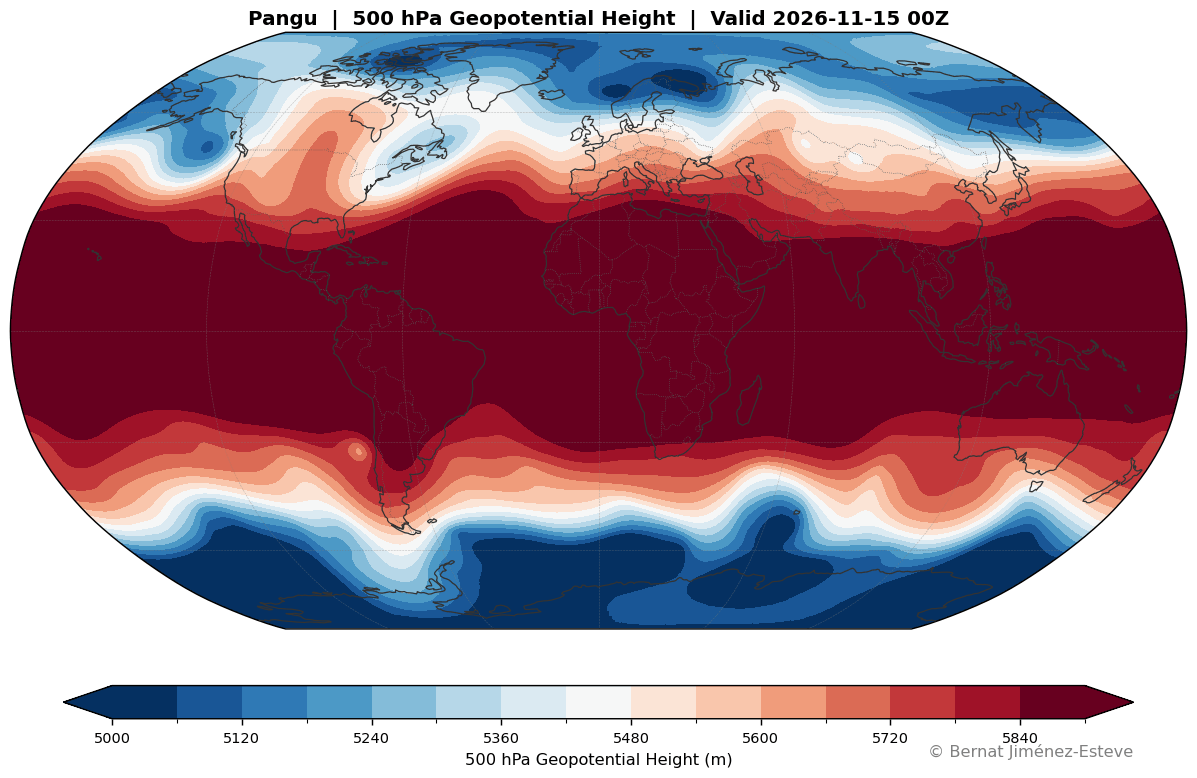 Pangu | 500 hPa Geopotential Height | Valid 2026-11-15 00Z
5000 5120 5240 5360 5480 5600 5720 5840
500 hPa Geopotential Height (m)
© Bernat Jiménez-Esteve